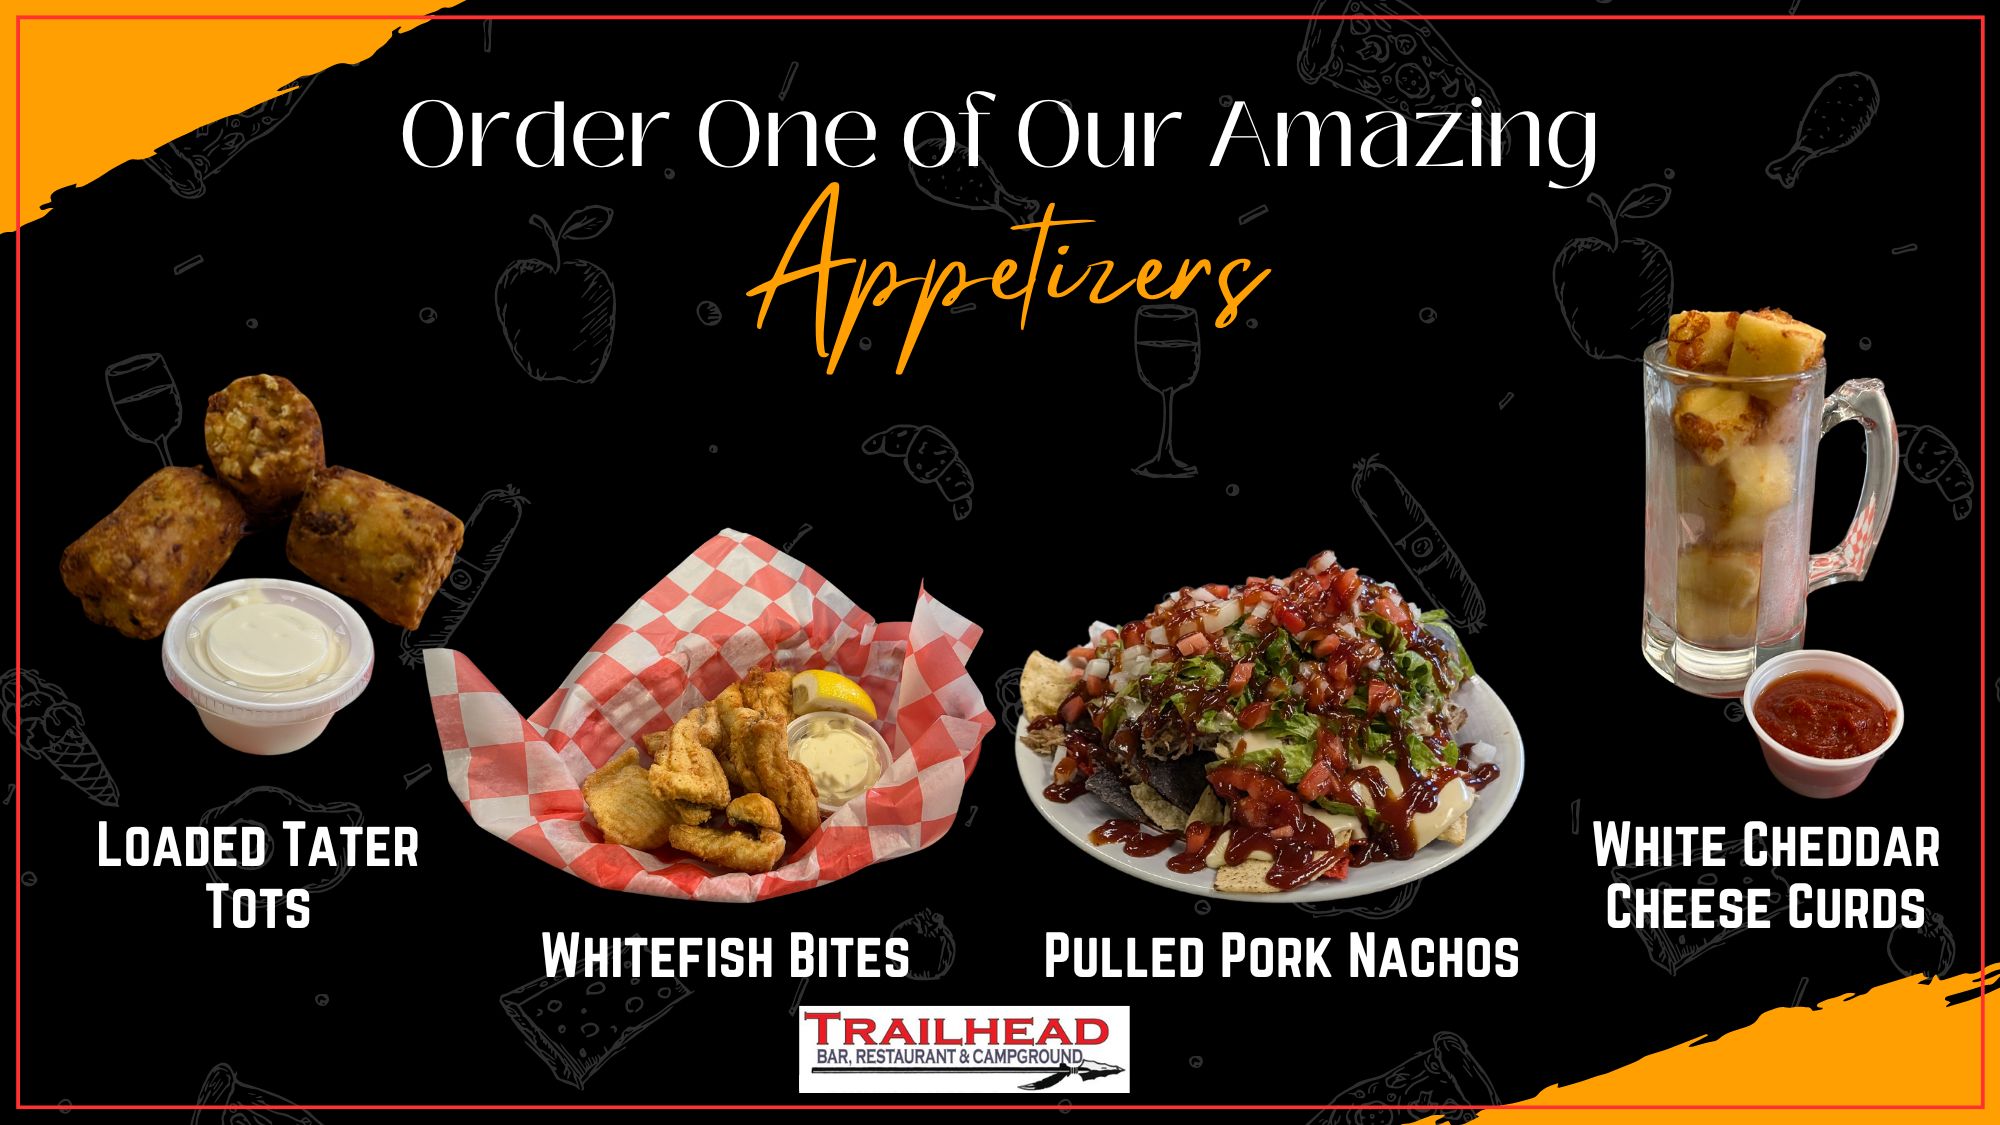 Order One of Our Amazing
Appetizers
Loaded Tater
Tots
Whitefish Bites
Pulled Pork Nachos
White Cheddar
Cheese Curds
Trailhead
Bar, Restaurant & Campground